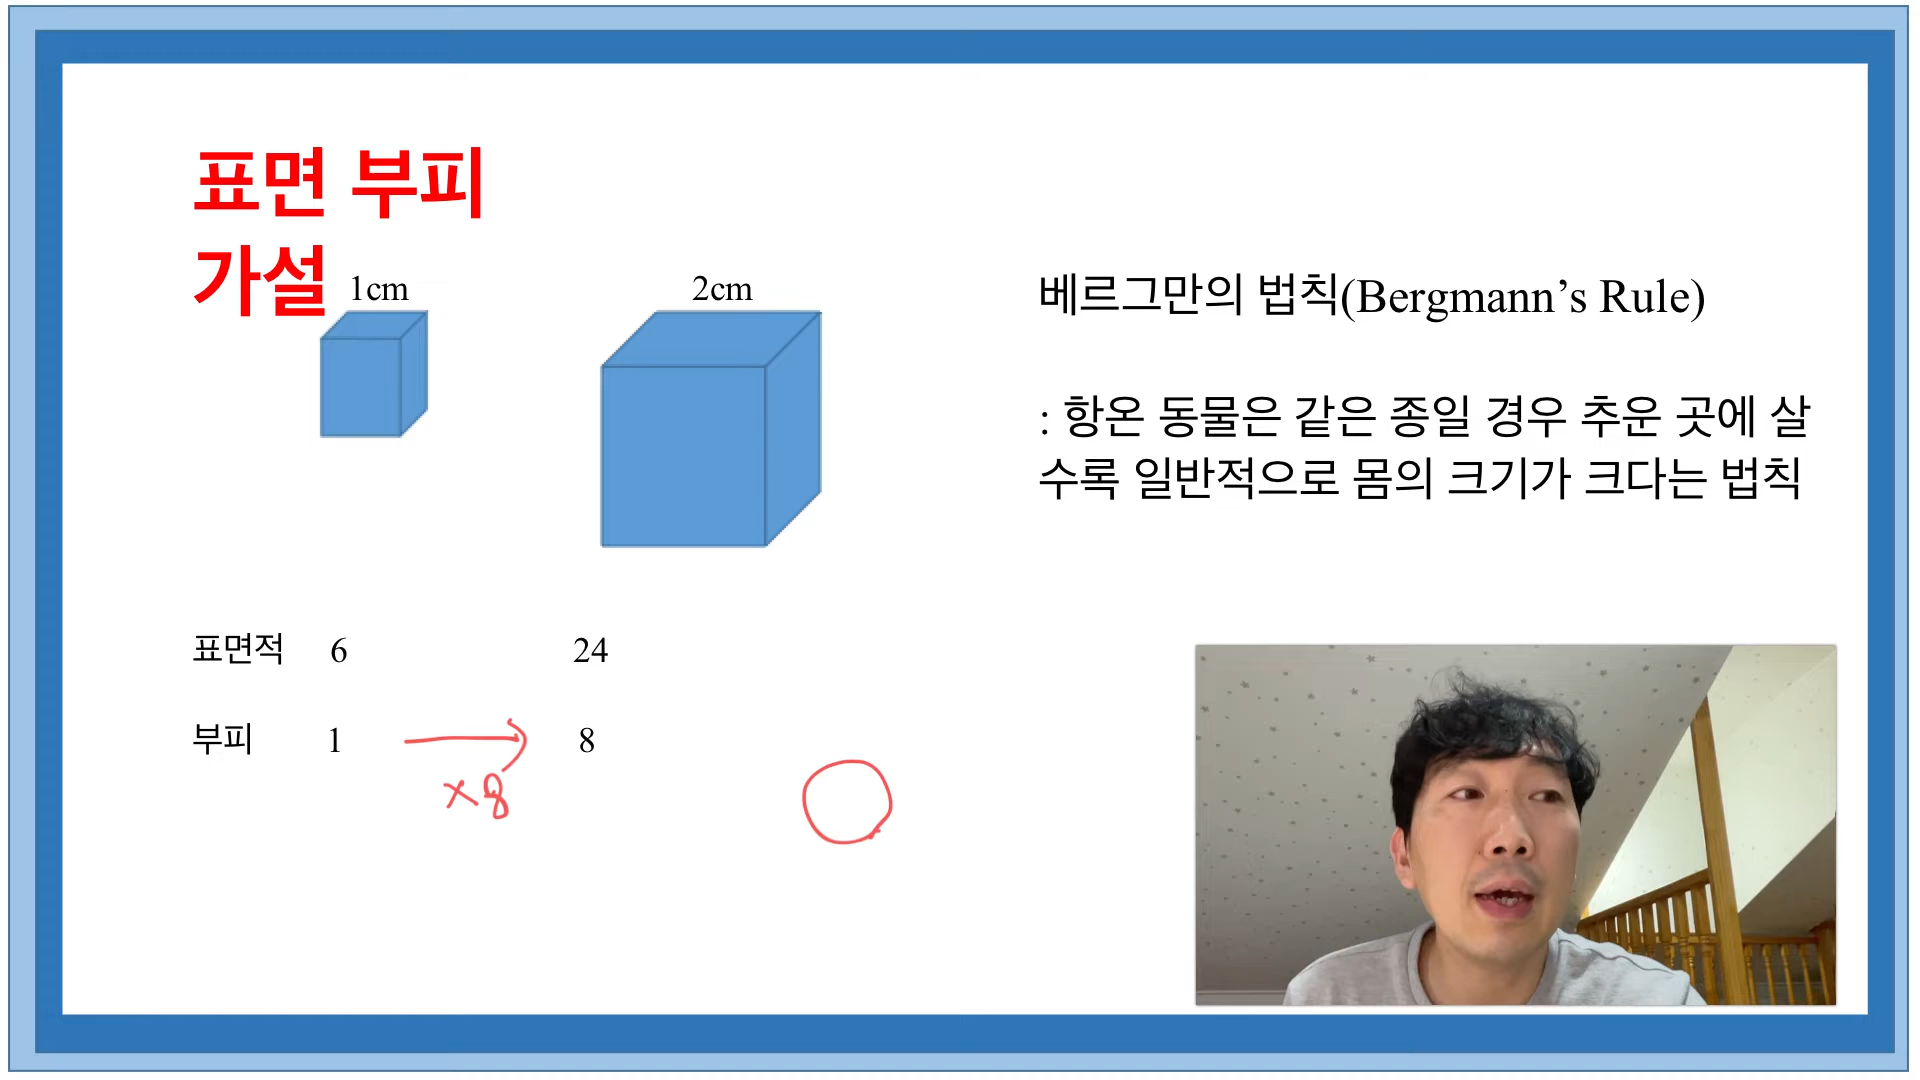 표면 부피
가설
1cm
2cm
베르그만의 법칙(Bergmann’s Rule)
: 항온 동물은 같은 종일 경우 추운 곳에 살
수록 일반적으로 몸의 크기가 크다는 법칙
표면적 6 24
부피 1 8
×8